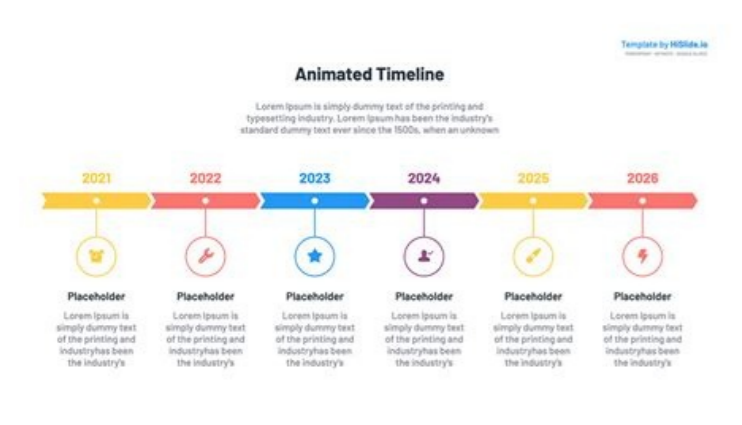 Template by HiSlide.io
Animated Timeline
Lorem Ipsum is simply dummy text of the printing and
typesetting industry. Lorem Ipsum has been the industry's
standard dummy text ever since the 1500s, when an unknown
2021
2022
2023
2024
2025
2026
Placeholder
Lorem Ipsum is
simply dummy text
of the printing and
industryhas been
the industry's
Placeholder
Lorem Ipsum is
simply dummy text
of the printing and
industryhas been
the industry's
Placeholder
Lorem Ipsum is
simply dummy text
of the printing and
industryhas been
the industry's
Placeholder
Lorem Ipsum is
simply dummy text
of the printing and
industryhas been
the industry's
Placeholder
Lorem Ipsum is
simply dummy text
of the printing and
industryhas been
the industry's
Placeholder
Lorem Ipsum is
simply dummy text
of the printing and
industryhas been
the industry's